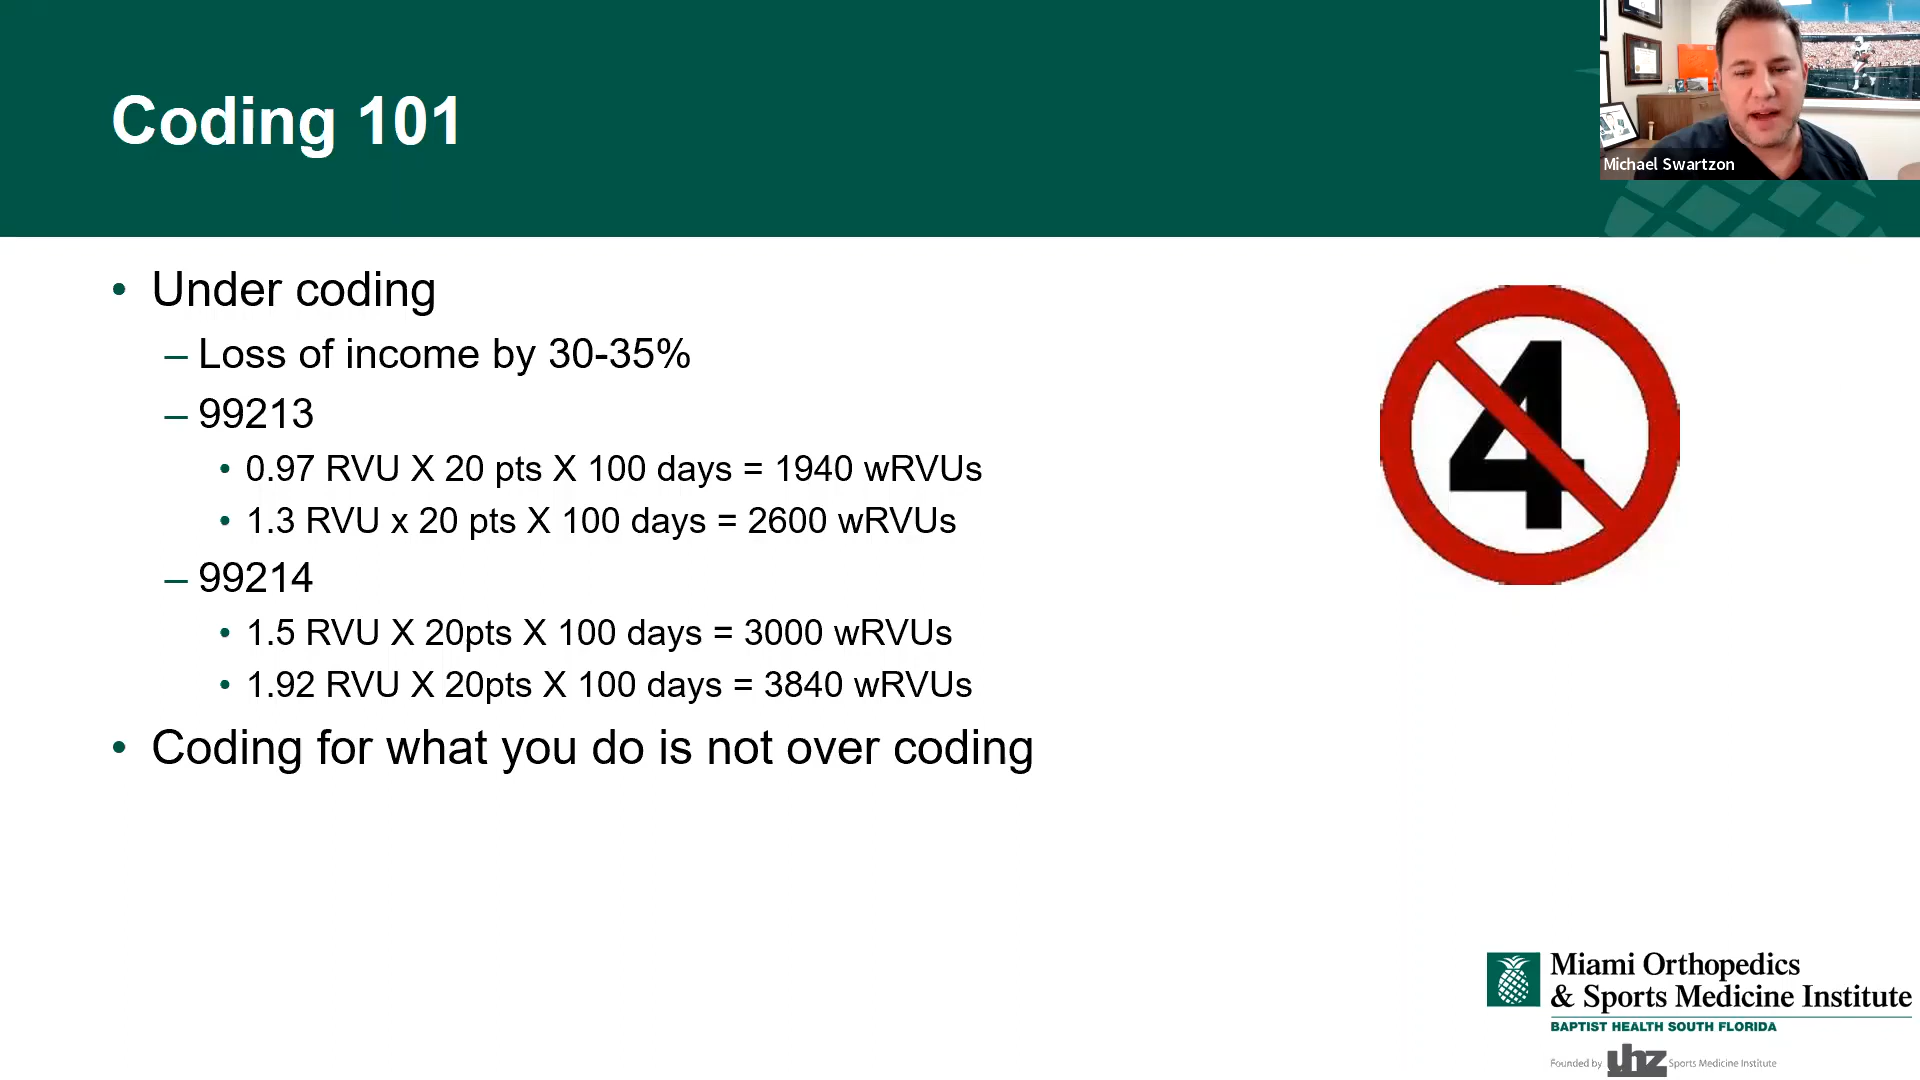 Coding 101
Michael Swartzon
• Under coding
– Loss of income by 30-35%
– 99213
• 0.97 RVU X 20 pts X 100 days = 1940 wRVUs
• 1.3 RVU x 20 pts X 100 days = 2600 wRVUs
– 99214
• 1.5 RVU X 20pts X 100 days = 3000 wRVUs
• 1.92 RVU X 20pts X 100 days = 3840 wRVUs
• Coding for what you do is not over coding
4
Miami Orthopedics
& Sports Medicine Institute
BAPTIST HEALTH SOUTH FLORIDA
Founded by uhz Sports Medicine Institute